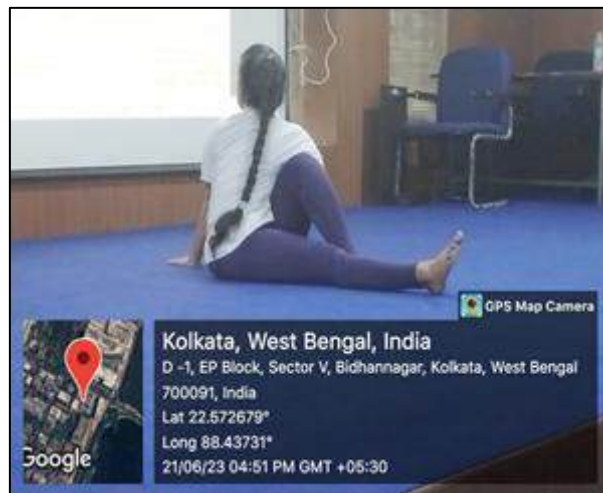 GPS Map Camera
Kolkata, West Bengal, India
D -1, EP Block, Sector V, Bidhannagar, Kolkata, West Bengal
700091, India
Lat 22.572679°
Long 88.43731°
21/06/23 04:51 PM GMT +05:30
Google